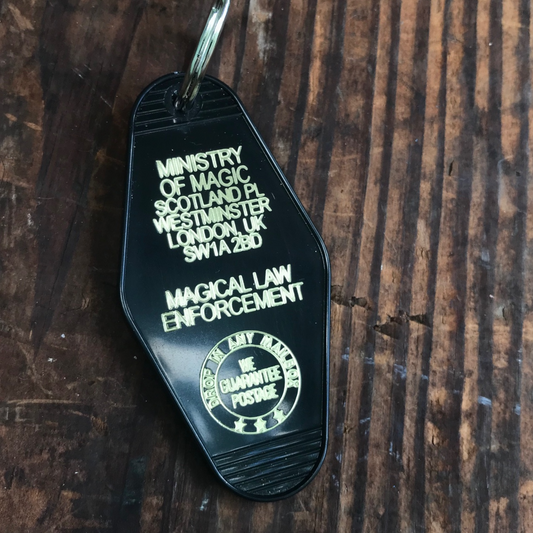 MINISTRY
OF MAGIC
SCOTLAND PL
WESTMINSTER
LONDON, UK
SW1A 2BD
MAGICAL LAW
ENFORCEMENT
DROP IN ANY MAILBOX
WE
GUARANTEE
POSTAGE